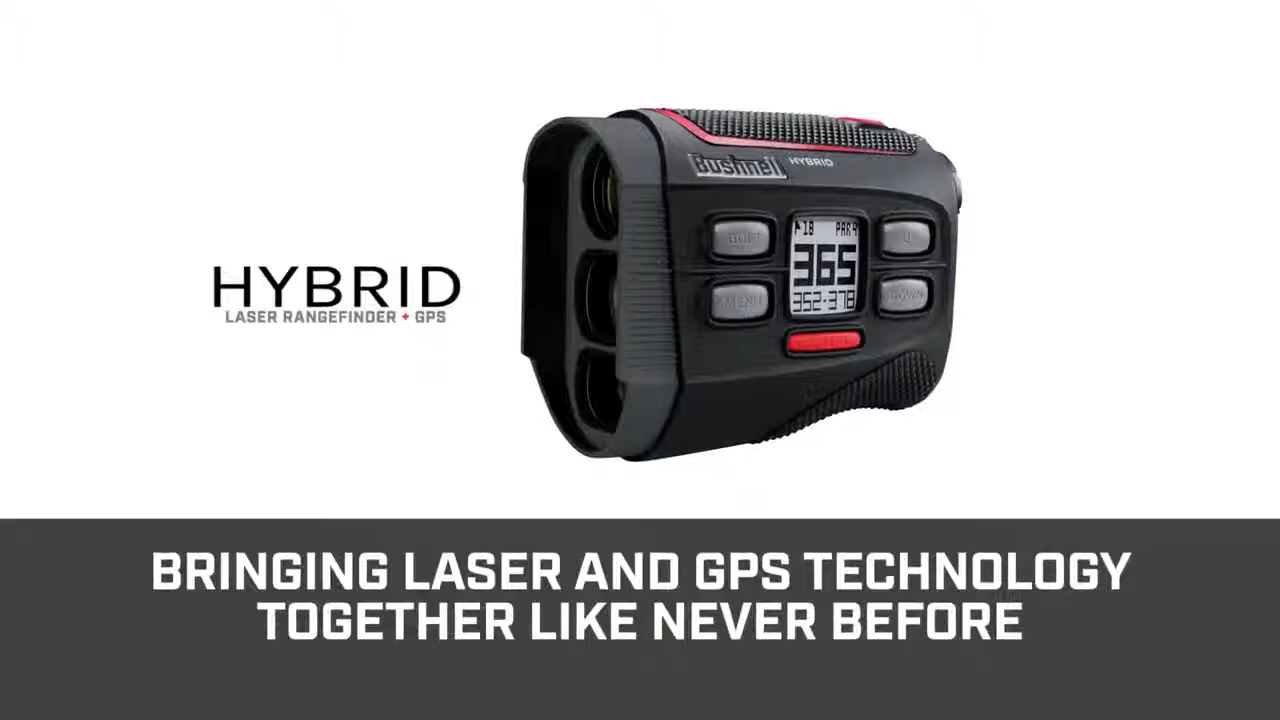 Bushnell HYBRID
18 PAR 4
365
352-378
MENU
DOWN
HYBRID
LASER RANGEFINDER + GPS
BRINGING LASER AND GPS TECHNOLOGY
TOGETHER LIKE NEVER BEFORE